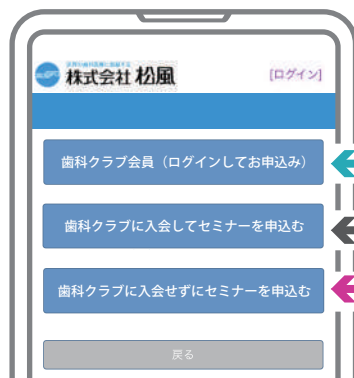 株式会社 松風
[ログイン]
歯科クラブ会員（ログインしてお申込み）
歯科クラブに入会してセミナーを申込む
歯科クラブに入会せずにセミナーを申込む
戻る